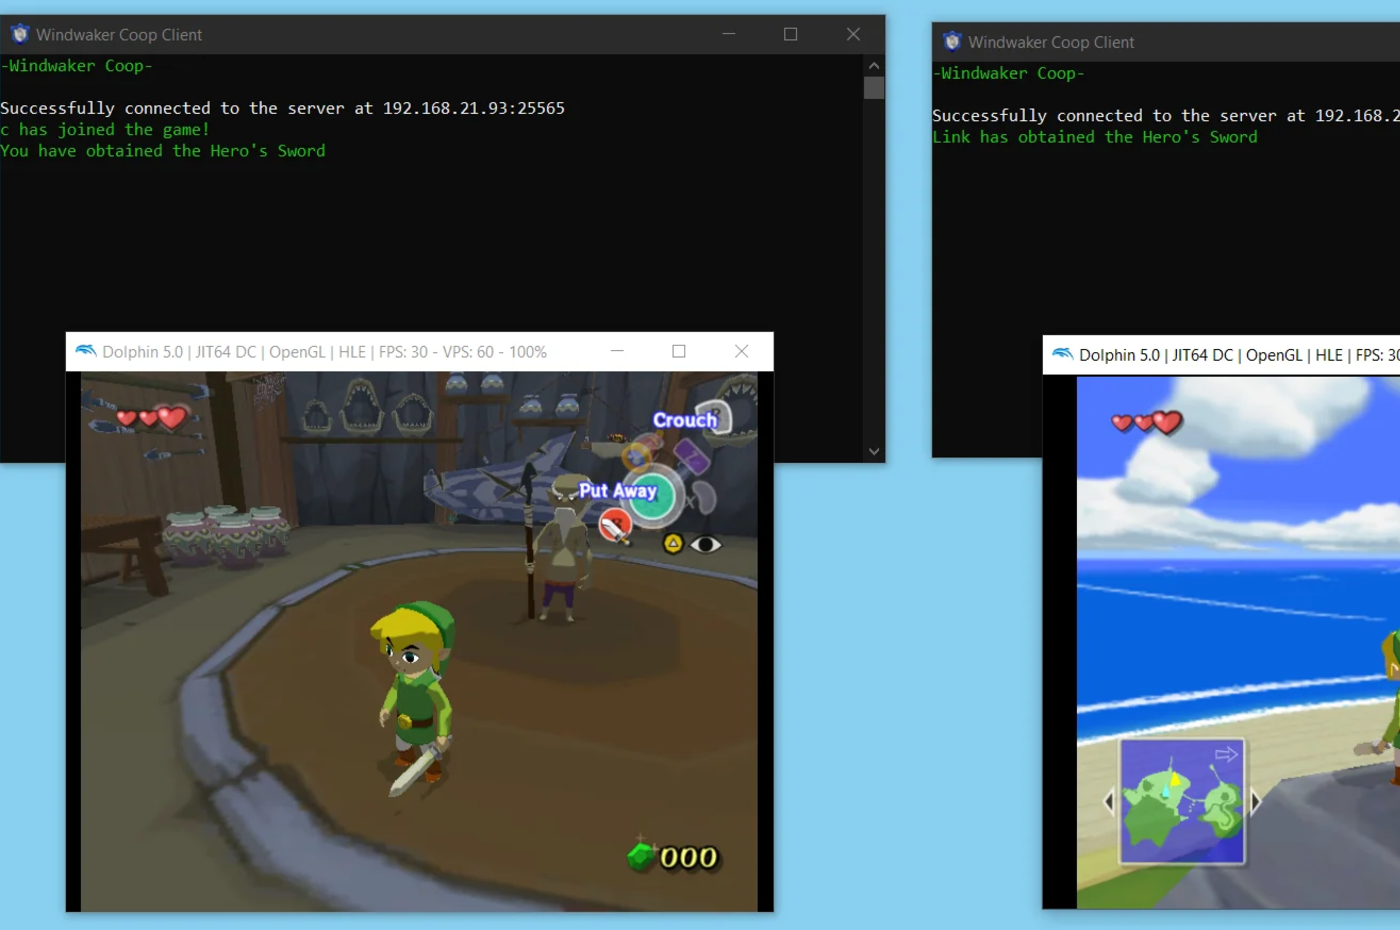 Windwaker Coop Client
-Windwaker Coop-
Successfully connected to the server at 192.168.21.93:25565
c has joined the game!
You have obtained the Hero's Sword
Windwaker Coop Client
-Windwaker Coop-
Successfully connected to the server at 192.168.2
Link has obtained the Hero's Sword
Dolphin 5.0 | JIT64 DC | OpenGL | HLE | FPS: 30 - VPS: 60 - 100%
Crouch
Z
Put Away
X
000
Dolphin 5.0 | JIT64 DC | OpenGL | HLE | FPS: 30